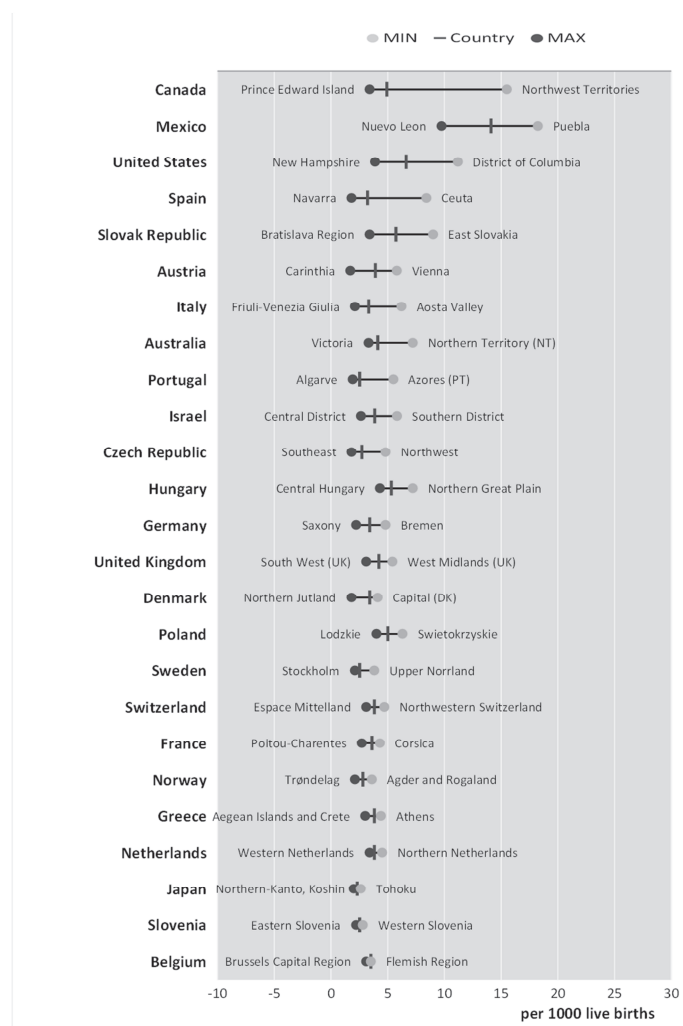 MIN Country MAX
Canada Prince Edward Island Northwest Territories
Mexico Nuevo Leon Puebla
United States New Hampshire District of Columbia
Spain Navarra Ceuta
Slovak Republic Bratislava Region East Slovakia
Austria Carinthia Vienna
Italy Friuli-Venezia Giulia Aosta Valley
Australia Victoria Northern Territory (NT)
Portugal Algarve Azores (PT)
Israel Central District Southern District
Czech Republic Southeast Northwest
Hungary Central Hungary Northern Great Plain
Germany Saxony Bremen
United Kingdom South West (UK) West Midlands (UK)
Denmark Northern Jutland Capital (DK)
Poland Lodzkie Swietokrzyskie
Sweden Stockholm Upper Norrland
Switzerland Espace Mittelland Northwestern Switzerland
France Poitou-Charentes Corsica
Norway Trøndelag Agder and Rogaland
Greece Aegean Islands and Crete Athens
Netherlands Western Netherlands Northern Netherlands
Japan Northern-Kanto, Koshin Tohoku
Slovenia Eastern Slovenia Western Slovenia
Belgium Brussels Capital Region Flemish Region
-10 -5 0 5 10 15 20 25 30
per 1000 live births